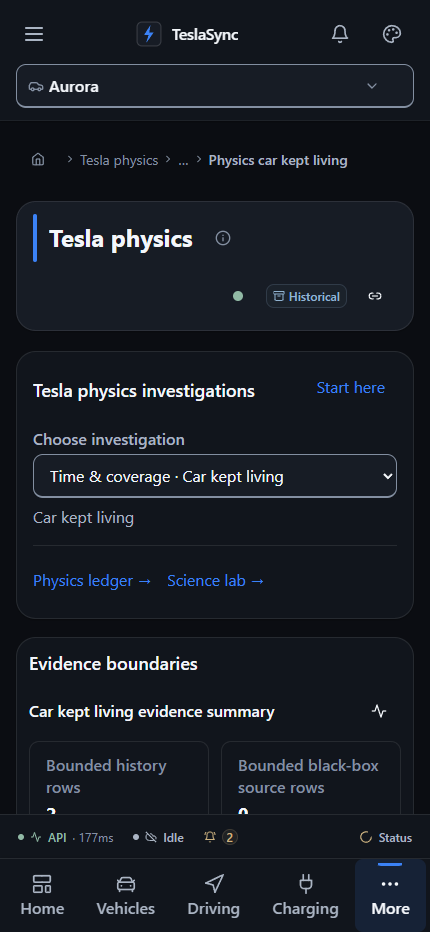 TeslaSync
Aurora
Tesla physics
...
Physics car kept living
Tesla physics
Historical
Tesla physics investigations
Start here
Choose investigation
Time & coverage · Car kept living
Car kept living
Physics ledger →
Science lab →
Evidence boundaries
Car kept living evidence summary
Bounded history
rows
Bounded black-box
source rows
API · 177ms
Idle
2
Status
Home
Vehicles
Driving
Charging
More